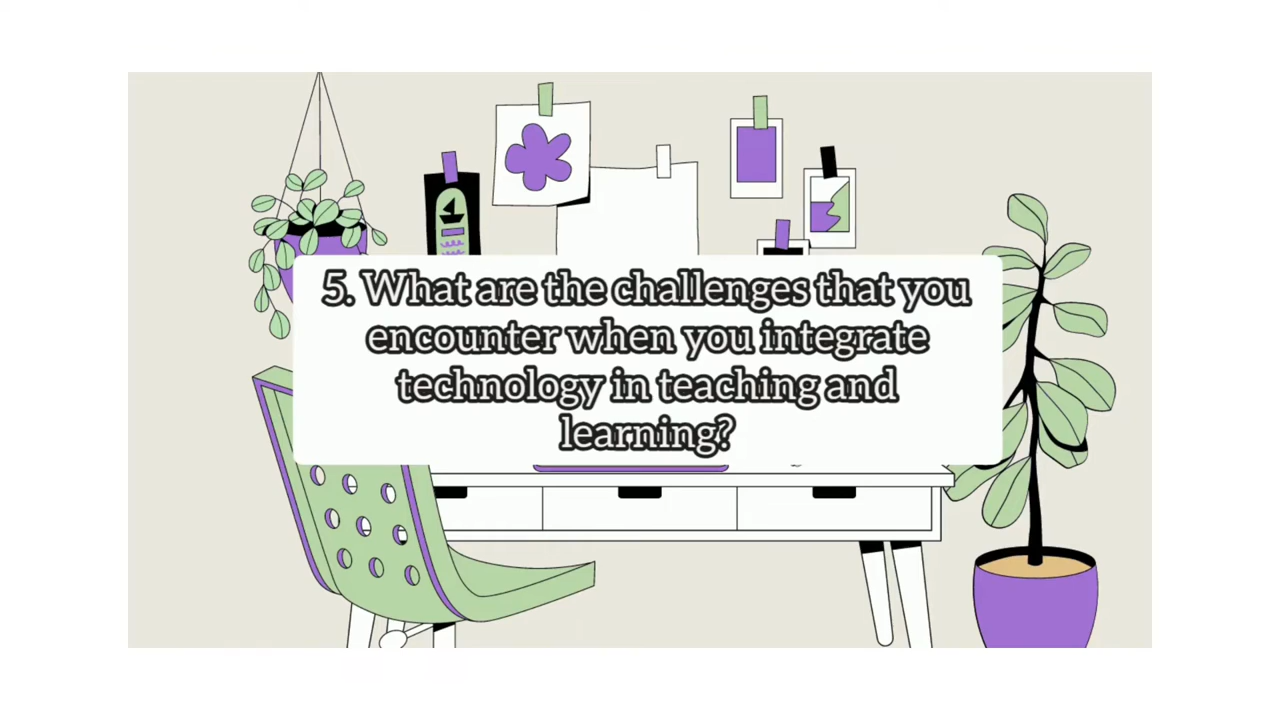 5. What are the challenges that you
encounter when you integrate
technology in teaching and
learning?